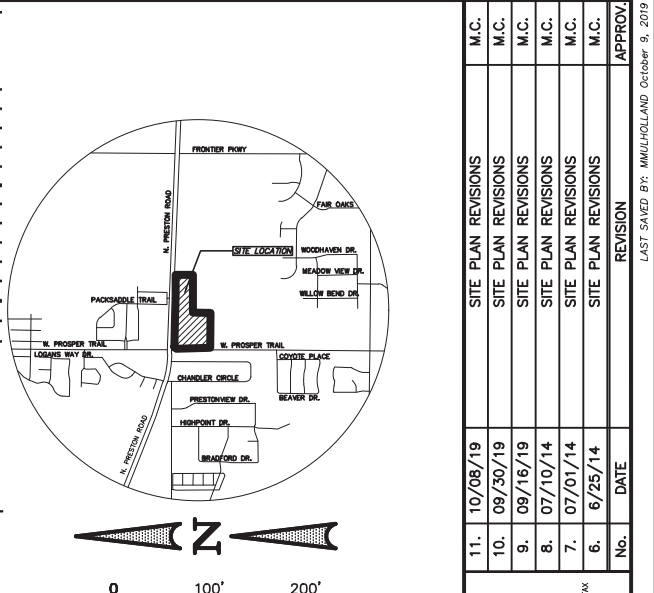 FRONTIER PKWY
N. PRESTON ROAD
FAIR OAKS
SITE LOCATION
WOODHAVEN DR.
MEADOW VIEW DR.
WILLOW BEND DR.
PACKSADDLE TRAIL
W. PROSPER TRAIL
W. PROSPER TRAIL
LOGANS WAY DR.
COYOTE PLACE
CHANDLER CIRCLE
BEAVER DR.
PRESTONVIEW DR.
HIGHPOINT DR.
N. PRESTON ROAD
BRADFORD DR.
N
0 100' 200'
11. 10/08/19 SITE PLAN REVISIONS M.C.
10. 09/30/19 SITE PLAN REVISIONS M.C.
9. 09/16/19 SITE PLAN REVISIONS M.C.
8. 07/10/14 SITE PLAN REVISIONS M.C.
7. 07/01/14 SITE PLAN REVISIONS M.C.
6. 6/25/14 SITE PLAN REVISIONS M.C.
No. DATE REVISION APPROV.
LAST SAVED BY: MMULHOLLAND October 9, 2019